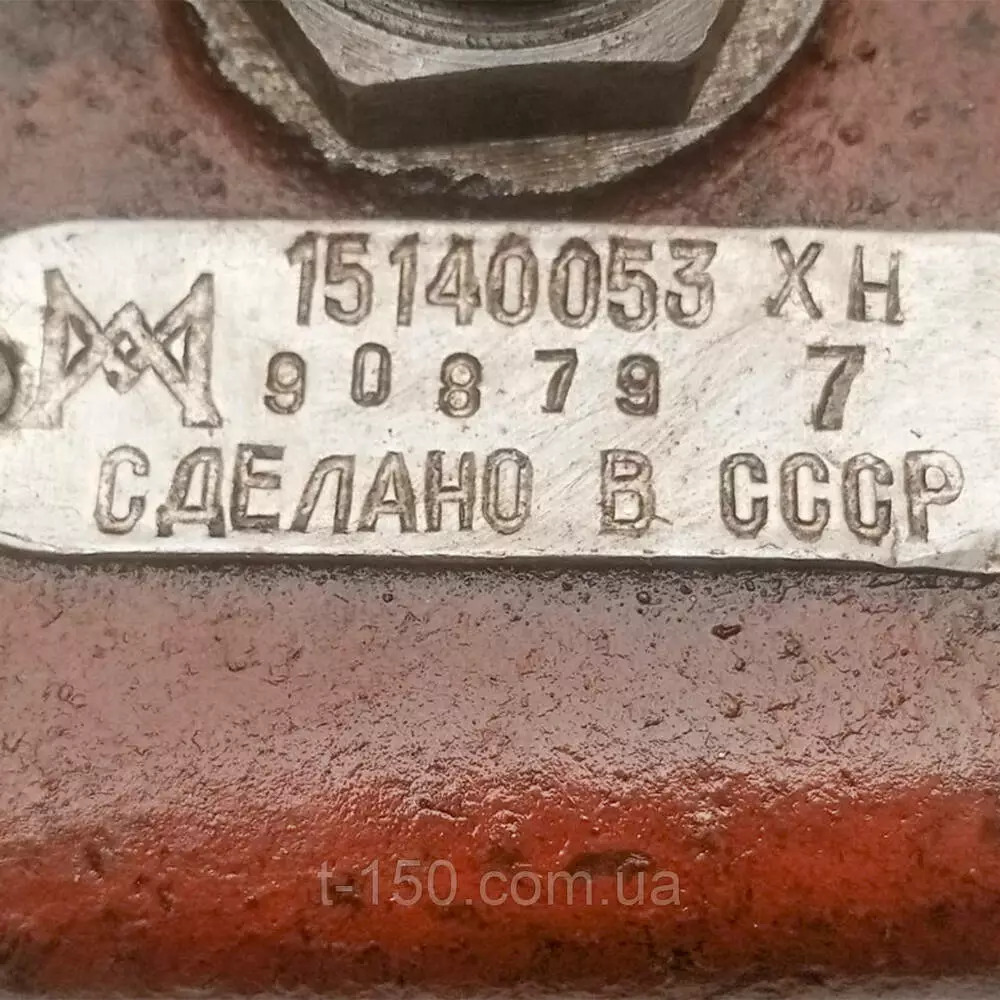 15140053 ХН
90879 7
СДЕЛАНО В СССР
t-150.com.ua